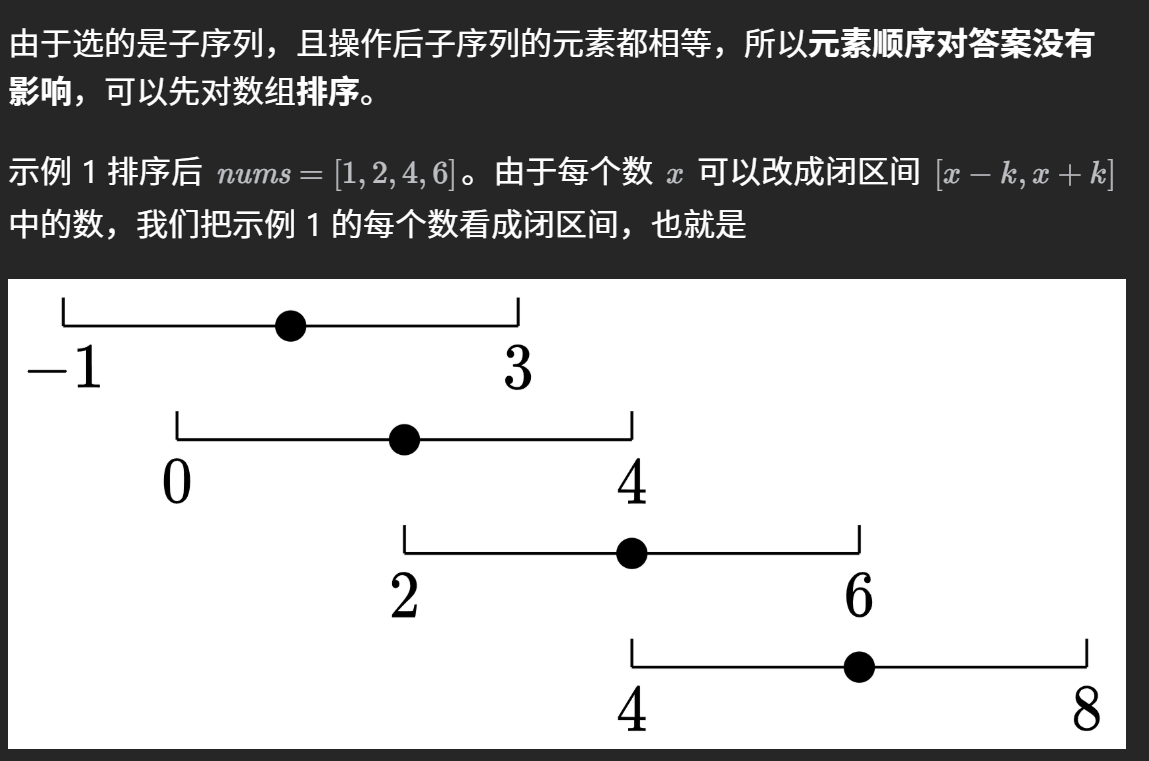 由于选的是子序列，且操作后子序列的元素都相等，所以元素顺序对答案没有
影响，可以先对数组排序。
示例 1 排序后 nums = [1, 2, 4, 6]。由于每个数 x 可以改成闭区间 [x − k, x + k]
中的数，我们把示例 1 的每个数看成闭区间，也就是
−1 3
0 4
2 6
4 8